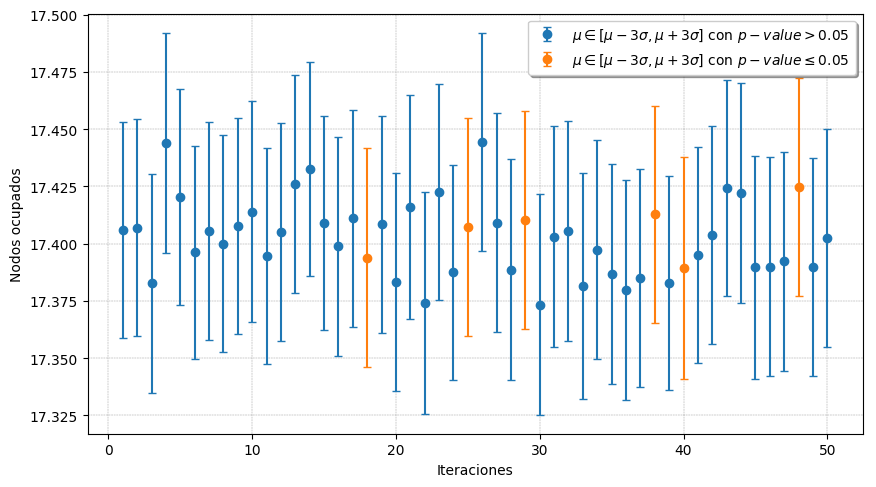 17.500
17.475
17.450
17.425
17.400
17.375
17.350
17.325
Nodos ocupados
μ ∈ [μ − 3σ, μ + 3σ] con p − value > 0.05
μ ∈ [μ − 3σ, μ + 3σ] con p − value ≤ 0.05
0 10 20 30 40 50
Iteraciones